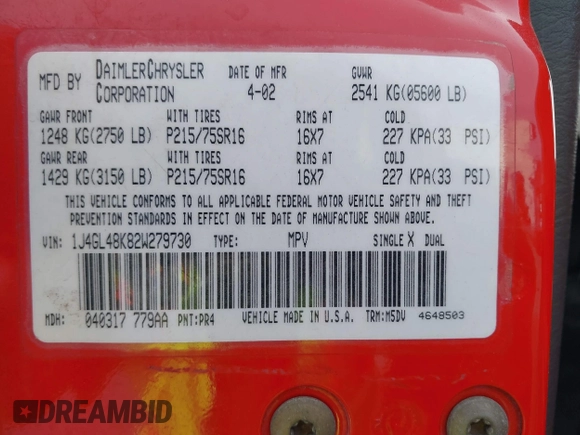 MFD BY DAIMLERCHRYSLER CORPORATION DATE OF MFR 4-02 GVWR 2541 KG(05600 LB)
GAWR FRONT WITH TIRES RIMS AT COLD
1248 KG(2750 LB) P215/75SR16 16X7 227 KPA(33 PSI)
GAWR REAR WITH TIRES RIMS AT COLD
1429 KG(3150 LB) P215/75SR16 16X7 227 KPA(33 PSI)
THIS VEHICLE CONFORMS TO ALL APPLICABLE FEDERAL MOTOR VEHICLE SAFETY AND THEFT
PREVENTION STANDARDS IN EFFECT ON THE DATE OF MANUFACTURE SHOWN ABOVE.
VIN: 1J4GL48K82W279730 TYPE: MPV SINGLE X DUAL
MDH: 040317 779AA PNT:PR4 VEHICLE MADE IN U.S.A. TRM:M5DV 4648503
DREAMBID